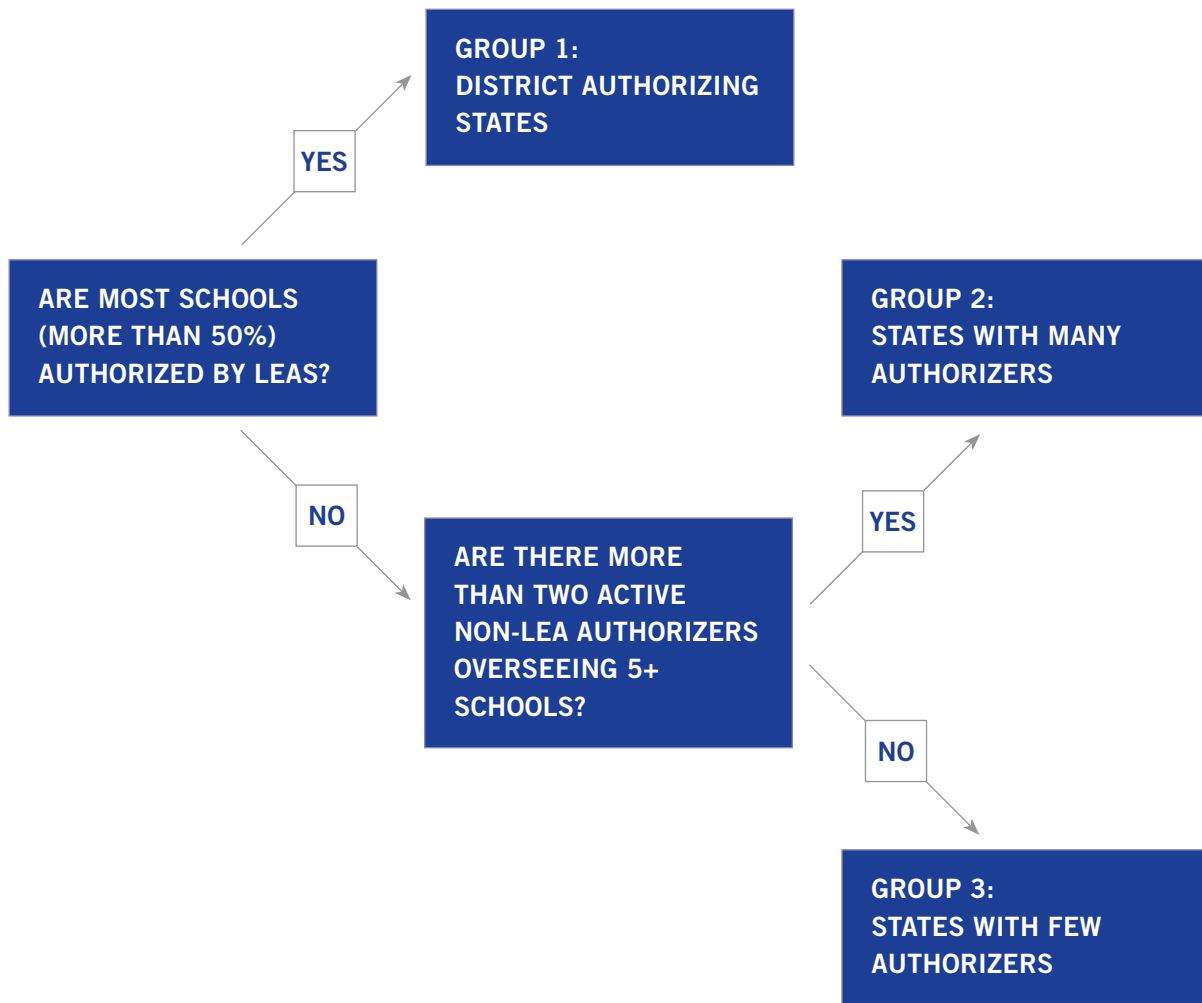 GROUP 1:
DISTRICT AUTHORIZING
STATES
YES
ARE MOST SCHOOLS
(MORE THAN 50%)
AUTHORIZED BY LEAS?
GROUP 2:
STATES WITH MANY
AUTHORIZERS
NO
YES
ARE THERE MORE
THAN TWO ACTIVE
NON-LEA AUTHORIZERS
OVERSEEING 5+
SCHOOLS?
NO
GROUP 3:
STATES WITH FEW
AUTHORIZERS